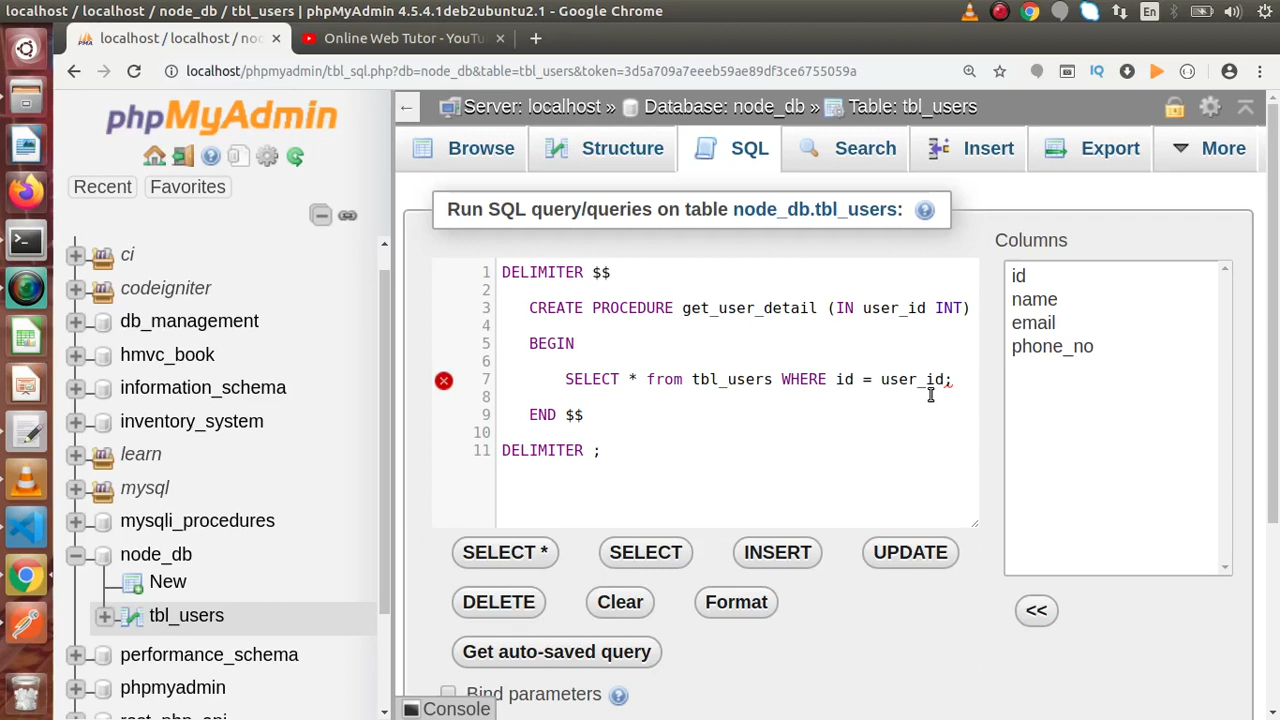 localhost / localhost / node_db / tbl_users | phpMyAdmin 4.5.4.1deb2ubuntu2.1 - Google Chrome
En
localhost / localhost / noc
Online Web Tutor - YouTu
localhost/phpmyadmin/tbl_sql.php?db=node_db&table=tbl_users&token=3d5a709a7eeeb59ae89df3ce6755059a
IQ
phpMyAdmin
Recent
Favorites
ci
codeigniter
db_management
hmvc_book
information_schema
inventory_system
learn
mysql
mysqli_procedures
node_db
New
tbl_users
performance_schema
phpmyadmin
Server: localhost » Database: node_db » Table: tbl_users
Browse
Structure
SQL
Search
Insert
Export
More
Run SQL query/queries on table node_db.tbl_users:
1 DELIMITER $$
2
3 CREATE PROCEDURE get_user_detail (IN user_id INT)
4
5 BEGIN
6
7 SELECT * from tbl_users WHERE id = user_id;
8
9 END $$
10
11 DELIMITER ;
Columns
id
name
email
phone_no
<<
SELECT *
SELECT
INSERT
UPDATE
DELETE
Clear
Format
Get auto-saved query
Bind parameters
Console